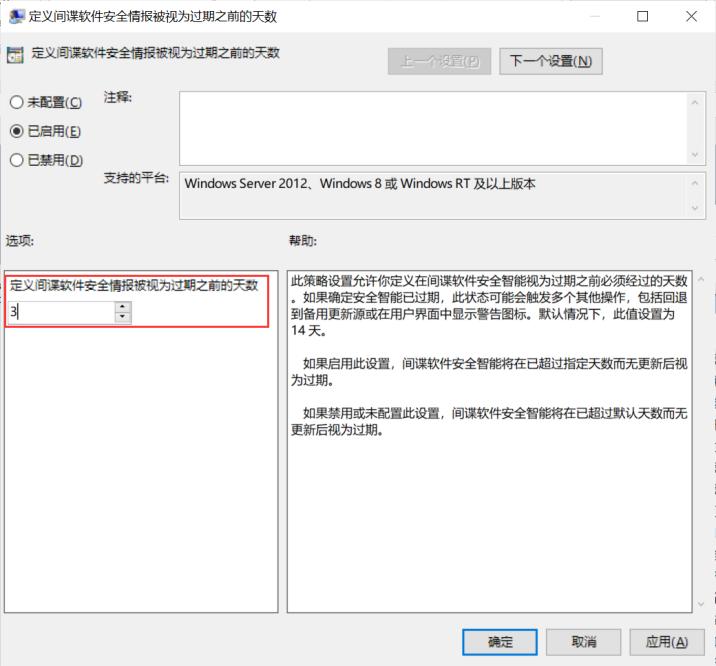 定义间谍软件安全情报被视为过期之前的天数
定义间谍软件安全情报被视为过期之前的天数
上一个设置(P)
下一个设置(N)
未配置(C)
注释:
已启用(E)
已禁用(D)
支持的平台:
Windows Server 2012、Windows 8 或 Windows RT 及以上版本
选项:
帮助:
定义间谍软件安全情报被视为过期之前的天数
3
此策略设置允许你定义在间谍软件安全智能视为过期之前必须经过的天数
。如果确定安全智能已过期，此状态可能会触发多个其他操作，包括回退
到备用更新源或在用户界面中显示警告图标。默认情况下，此值设置为
14 天。
如果启用此设置，间谍软件安全智能将在已超过指定天数而无更新后视
为过期。
如果禁用或未配置此设置，间谍软件安全智能将在已超过默认天数而无
更新后视为过期。
确定
取消
应用(A)